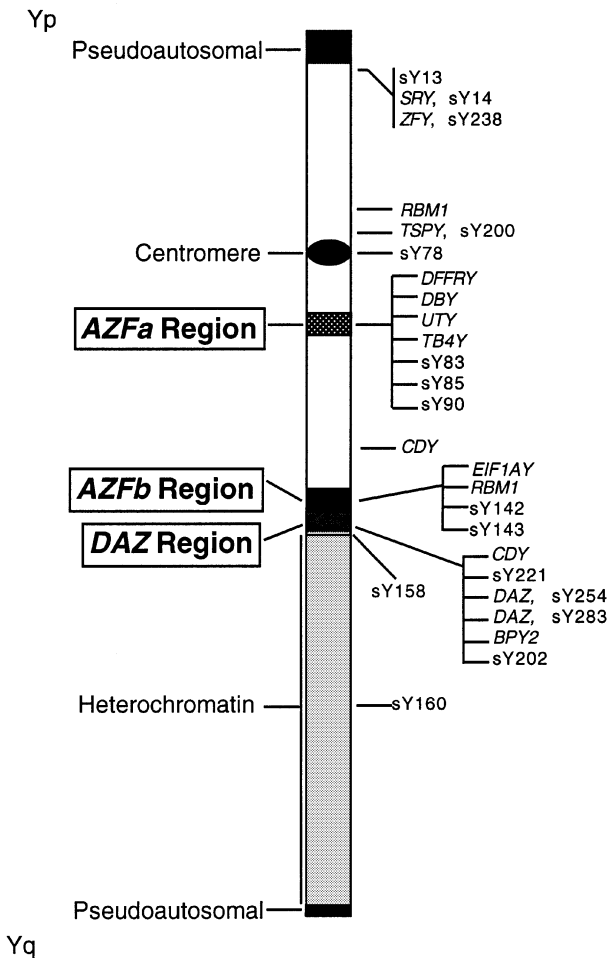 Yp
Pseudoautosomal
sY13
SRY, sY14
ZFY, sY238
RBM1
TSPY, sY200
Centromere
sY78
DFFRY
DBY
AZFa Region
UTY
TB4Y
sY83
sY85
sY90
CDY
AZFb Region
EIF1AY
RBM1
sY142
sY143
DAZ Region
CDY
sY158
sY221
DAZ, sY254
DAZ, sY283
BPY2
sY202
Heterochromatin
sY160
Pseudoautosomal
Yq